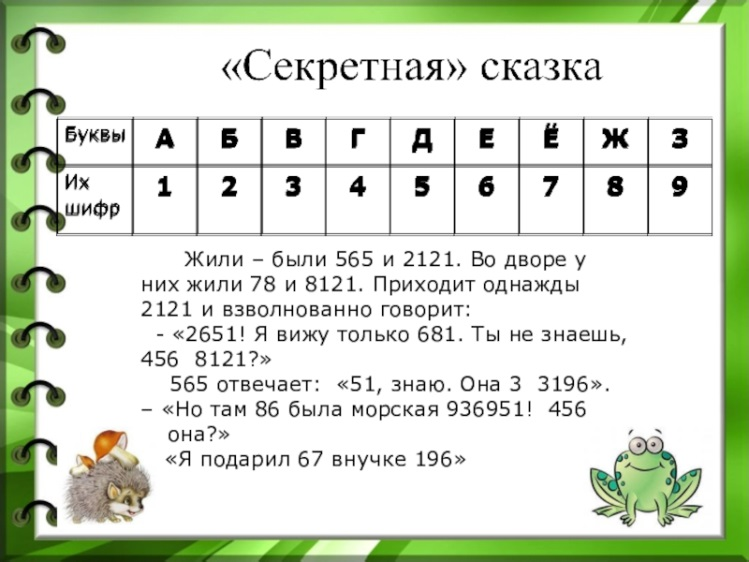 «Секретная» сказка
Буквы А Б В Г Д Е Ё Ж З
Их шифр 1 2 3 4 5 6 7 8 9
Жили – были 565 и 2121. Во дворе у
них жили 78 и 8121. Приходит однажды
2121 и взволнованно говорит:
- «2651! Я вижу только 681. Ты не знаешь,
456 8121?»
565 отвечает: «51, знаю. Она 3 3196».
– «Но там 86 была морская 936951! 456
она?»
«Я подарил 67 внучке 196»